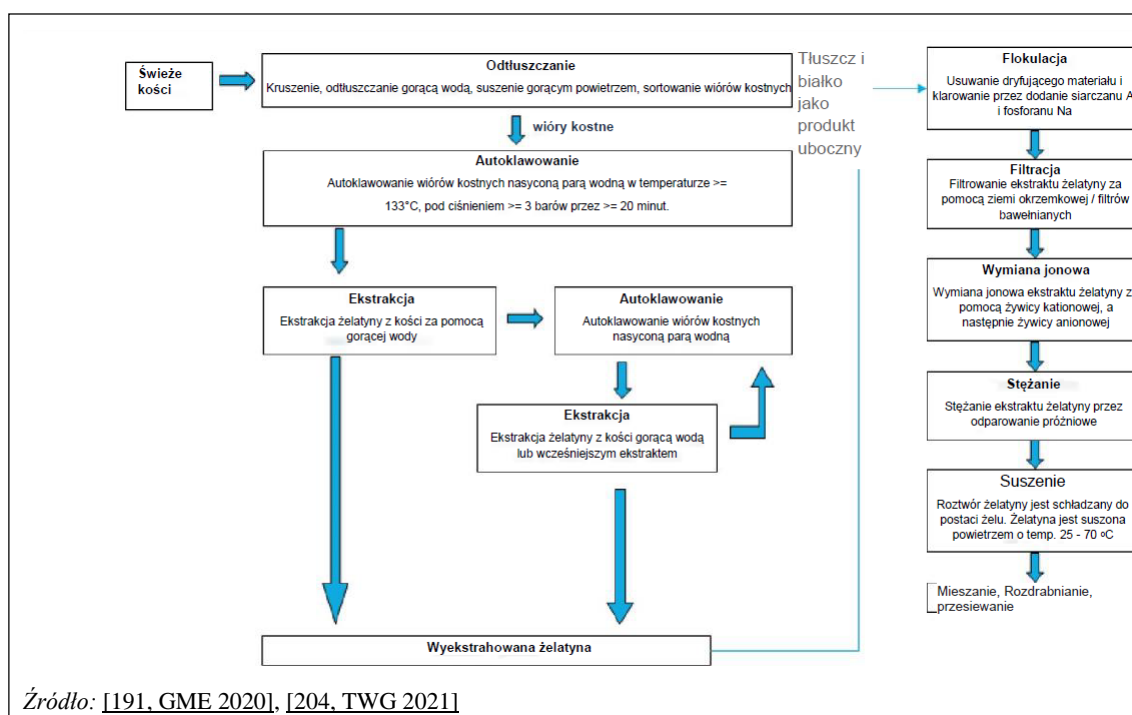 Świeże
kości
Odtłuszczanie
Kruszenie, odtłuszczanie gorącą wodą, suszenie gorącym powietrzem, sortowanie wiórów kostnych
Tłuszcz i
białko
jako
produkt
uboczny
wióry kostne
Autoklawowanie
Autoklawowanie wiórów kostnych nasyconą parą wodną w temperaturze >=
133°C, pod ciśnieniem >= 3 barów przez >= 20 minut.
Ekstrakcja
Ekstrakcja żelatyny z kości za pomocą
gorącej wody
Autoklawowanie
Autoklawowanie wiórów kostnych
nasyconą parą wodną
Ekstrakcja
Ekstrakcja żelatyny z kości gorącą wodą
lub wcześniejszym ekstraktem
Wyekstrahowana żelatyna
Flokulacja
Usuwanie dryfującego materiału i
klarowanie przez dodanie siarczanu A
i fosforanu Na
Filtracja
Filtrowanie ekstraktu żelatyny za
pomocą ziemi okrzemkowej / filtrów
bawełnianych
Wymiana jonowa
Wymiana jonowa ekstraktu żelatyny z
pomocą żywicy kationowej, a
następnie żywicy anionowej
Stężanie
Stężanie ekstraktu żelatyny przez
odparowanie próżniowe
Suszenie
Roztwór żelatyny jest schładzany do
postaci żelu. Żelatyna jest suszona
powietrzem o temp. 25 - 70 ºC
Mieszanie, Rozdrabnianie,
przesiewanie
Źródło: [191, GME 2020], [204, TWG 2021]